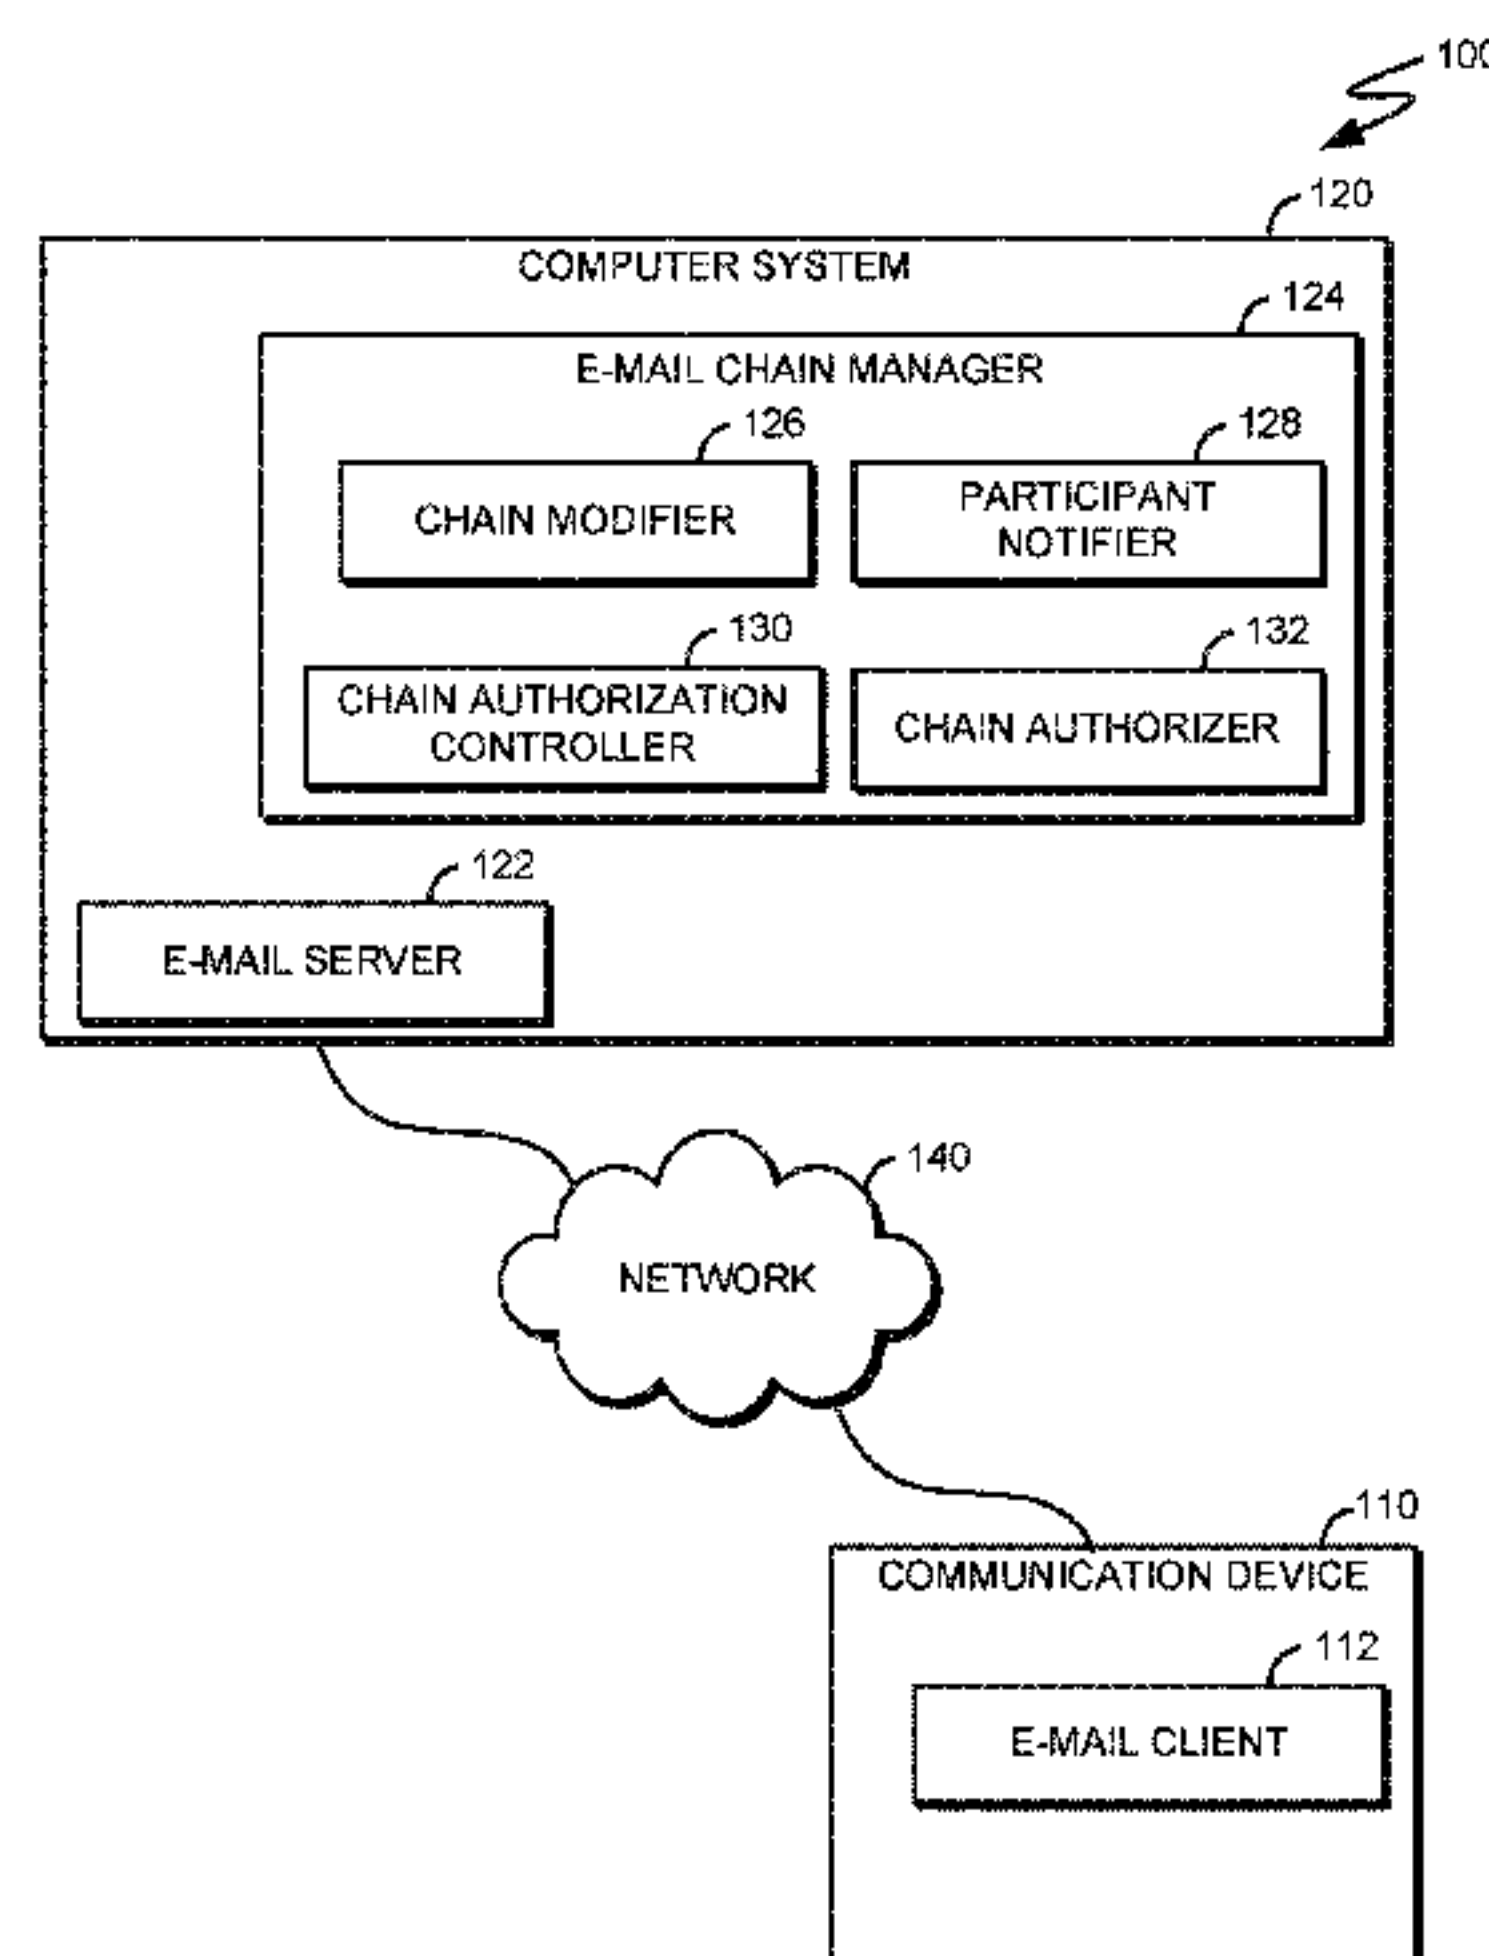 100
120
COMPUTER SYSTEM
124
E-MAIL CHAIN MANAGER
126
128
CHAIN MODIFIER
PARTICIPANT
NOTIFIER
130
132
CHAIN AUTHORIZATION
CONTROLLER
CHAIN AUTHORIZER
122
E-MAIL SERVER
140
NETWORK
110
COMMUNICATION DEVICE
112
E-MAIL CLIENT